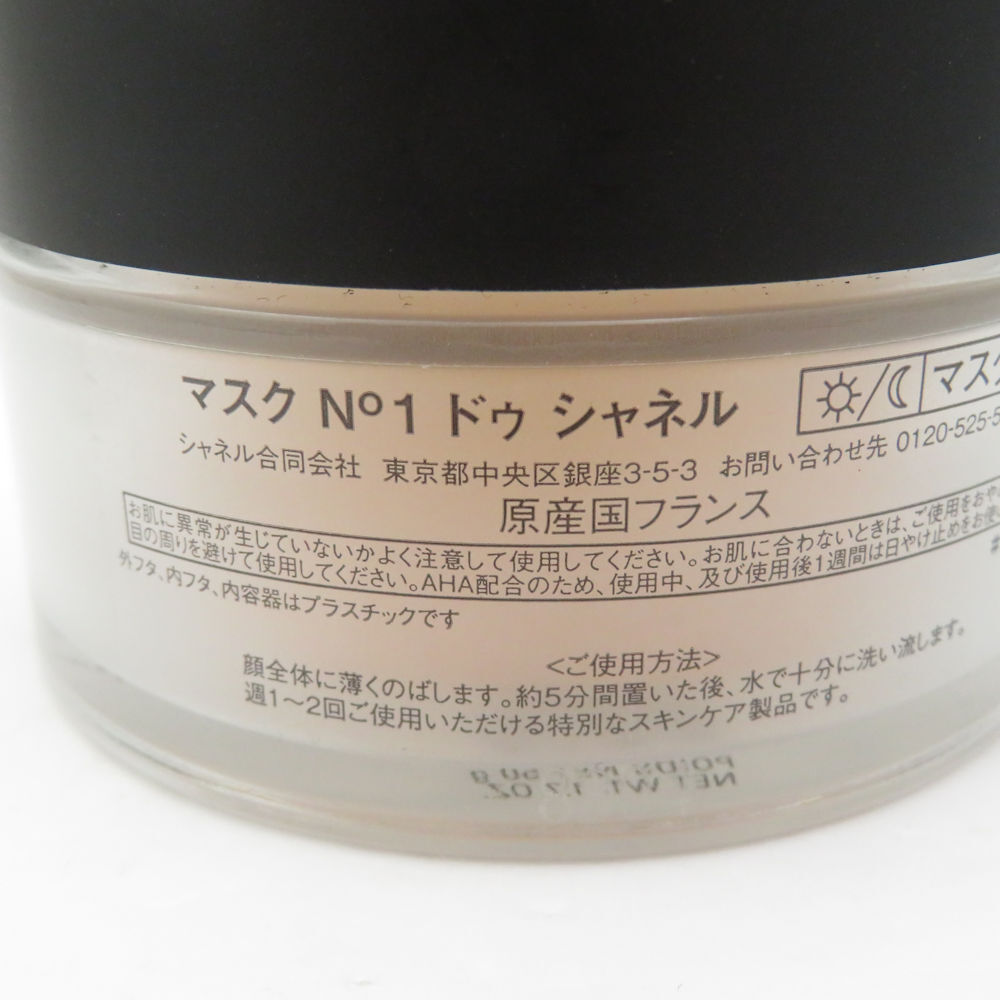 マスク Nº1 ドゥ シャネル
マスク
シャネル合同会社 東京都中央区銀座3-5-3 お問い合わせ先 0120-525-5
原産国フランス
お肌に異常が生じていないかよく注意して使用してください。お肌に合わないときは、ご使用をおや
目の周りを避けて使用してください。AHA配合のため、使用中、及び使用後1週間は日やけ止めをお使
外フタ、内フタ、内容器はプラスチックです
<ご使用方法>
顔全体に薄くのばします。約5分間置いた後、水で十分に洗い流します。
週1〜2回ご使用いただける特別なスキンケア製品です。
POIDS NET 50 g
NET WT. 1.7 OZ.